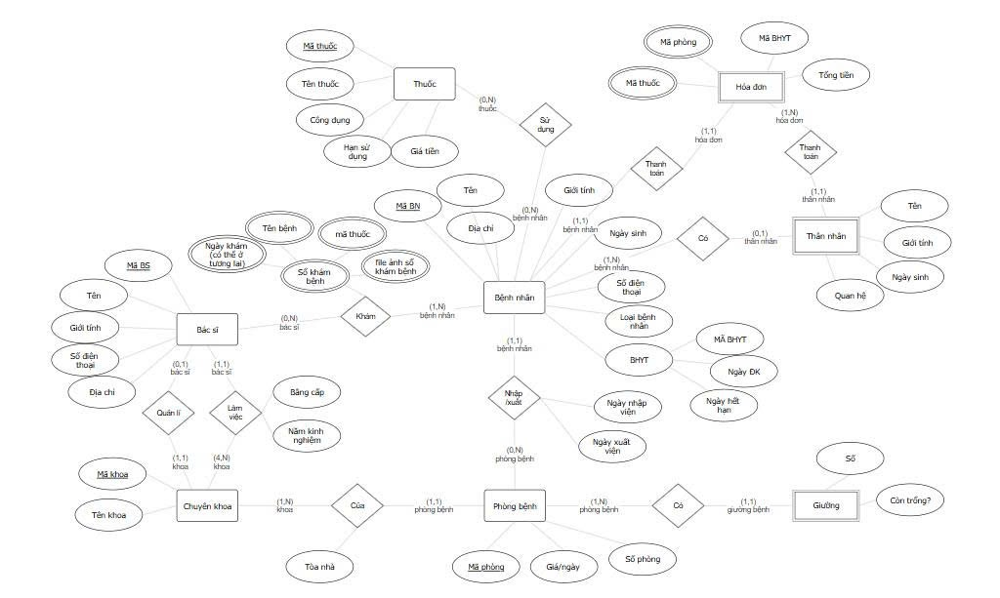 Mã thuốc
Tên thuốc
Công dụng
Hạn sử
dụng
Giá tiền
Thuốc
(0,N)
thuốc
Sử
dụng
(0,N)
bệnh nhân
Mã phòng
Mã BHYT
Mã thuốc
Tổng tiền
Hóa đơn
(1,1)
hóa đơn
(1,N)
hóa đơn
Thanh
toán
Thanh
toán
(1,1)
bệnh nhân
(1,1)
thân nhân
Tên
Mã BN
Địa chỉ
Giới tính
Ngày sinh
Số điện
thoại
Loại bệnh
nhân
BHYT
MÃ BHYT
Ngày ĐK
Ngày hết
hạn
Bệnh nhân
(1,N)
bệnh nhân
Có
(0,1)
thân nhân
Thân nhân
Tên
Giới tính
Ngày sinh
Quan hệ
Tên bệnh
mã thuốc
Ngày khám
(có thể ở
tương lai)
Sổ khám
bệnh
file ảnh sổ
khám bệnh
Khám
(0,N)
bác sĩ
(1,N)
bệnh nhân
Mã BS
Tên
Giới tính
Số điện
thoại
Địa chỉ
Bác sĩ
(0,1)
bác sĩ
(1,1)
bác sĩ
Quản lí
Làm
việc
Bằng cấp
Năm kinh
nghiệm
(1,1)
khoa
(4,N)
khoa
Mã khoa
Tên khoa
Chuyên khoa
(1,N)
khoa
Của
Tòa nhà
(1,1)
phòng bệnh
(1,1)
bệnh nhân
Nhập
/xuất
Ngày nhập
viện
Ngày xuất
viện
(0,N)
phòng bệnh
Phòng bệnh
Mã phòng
Giá/ngày
Số phòng
(1,N)
phòng bệnh
Có
(1,1)
giường bệnh
Giường
Số
Còn trống?